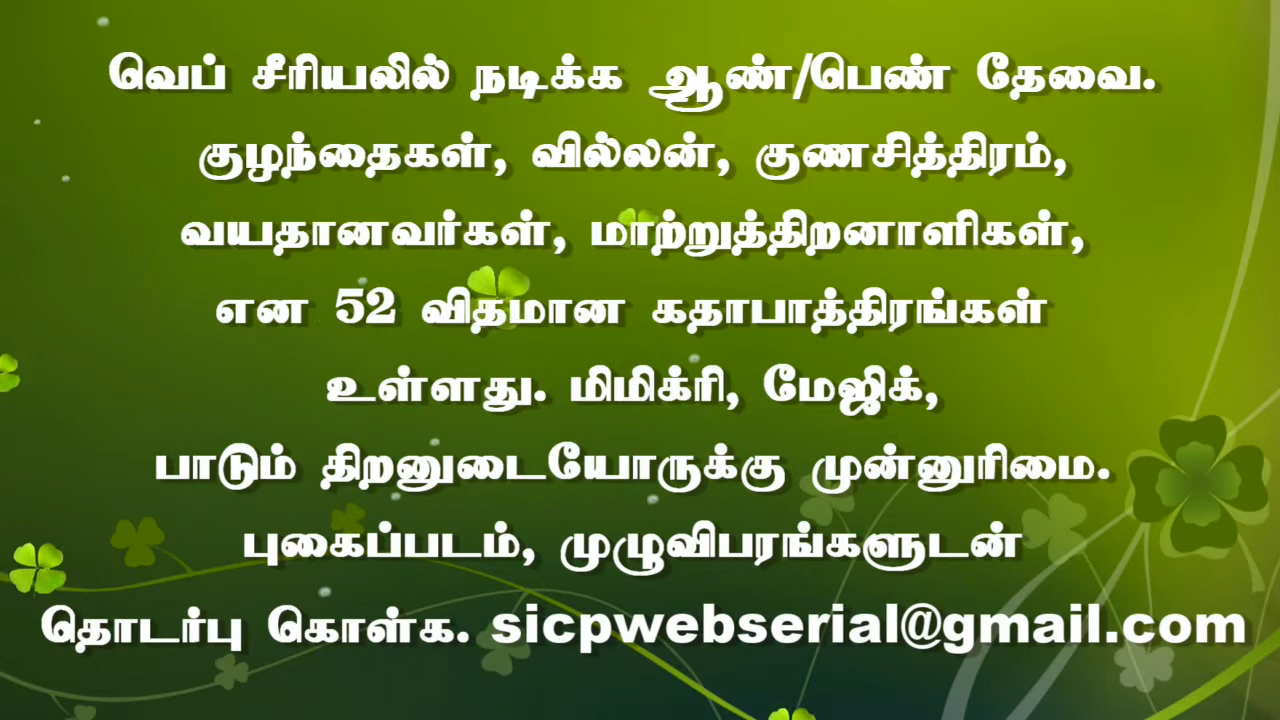 வெப் சீரியலில் நடிக்க ஆண்/பெண் தேவை.
குழந்தைகள், வில்லன், குணசித்திரம்,
வயதானவர்கள், மாற்றுத்திறனாளிகள்,
என 52 விதமான கதாபாத்திரங்கள்
உள்ளது. மிமிக்ரி, மேஜிக்,
பாடும் திறனுடையோருக்கு முன்னுரிமை.
புகைப்படம், முழுவிபரங்களுடன்
தொடர்பு கொள்க. sicpwebserial@gmail.com